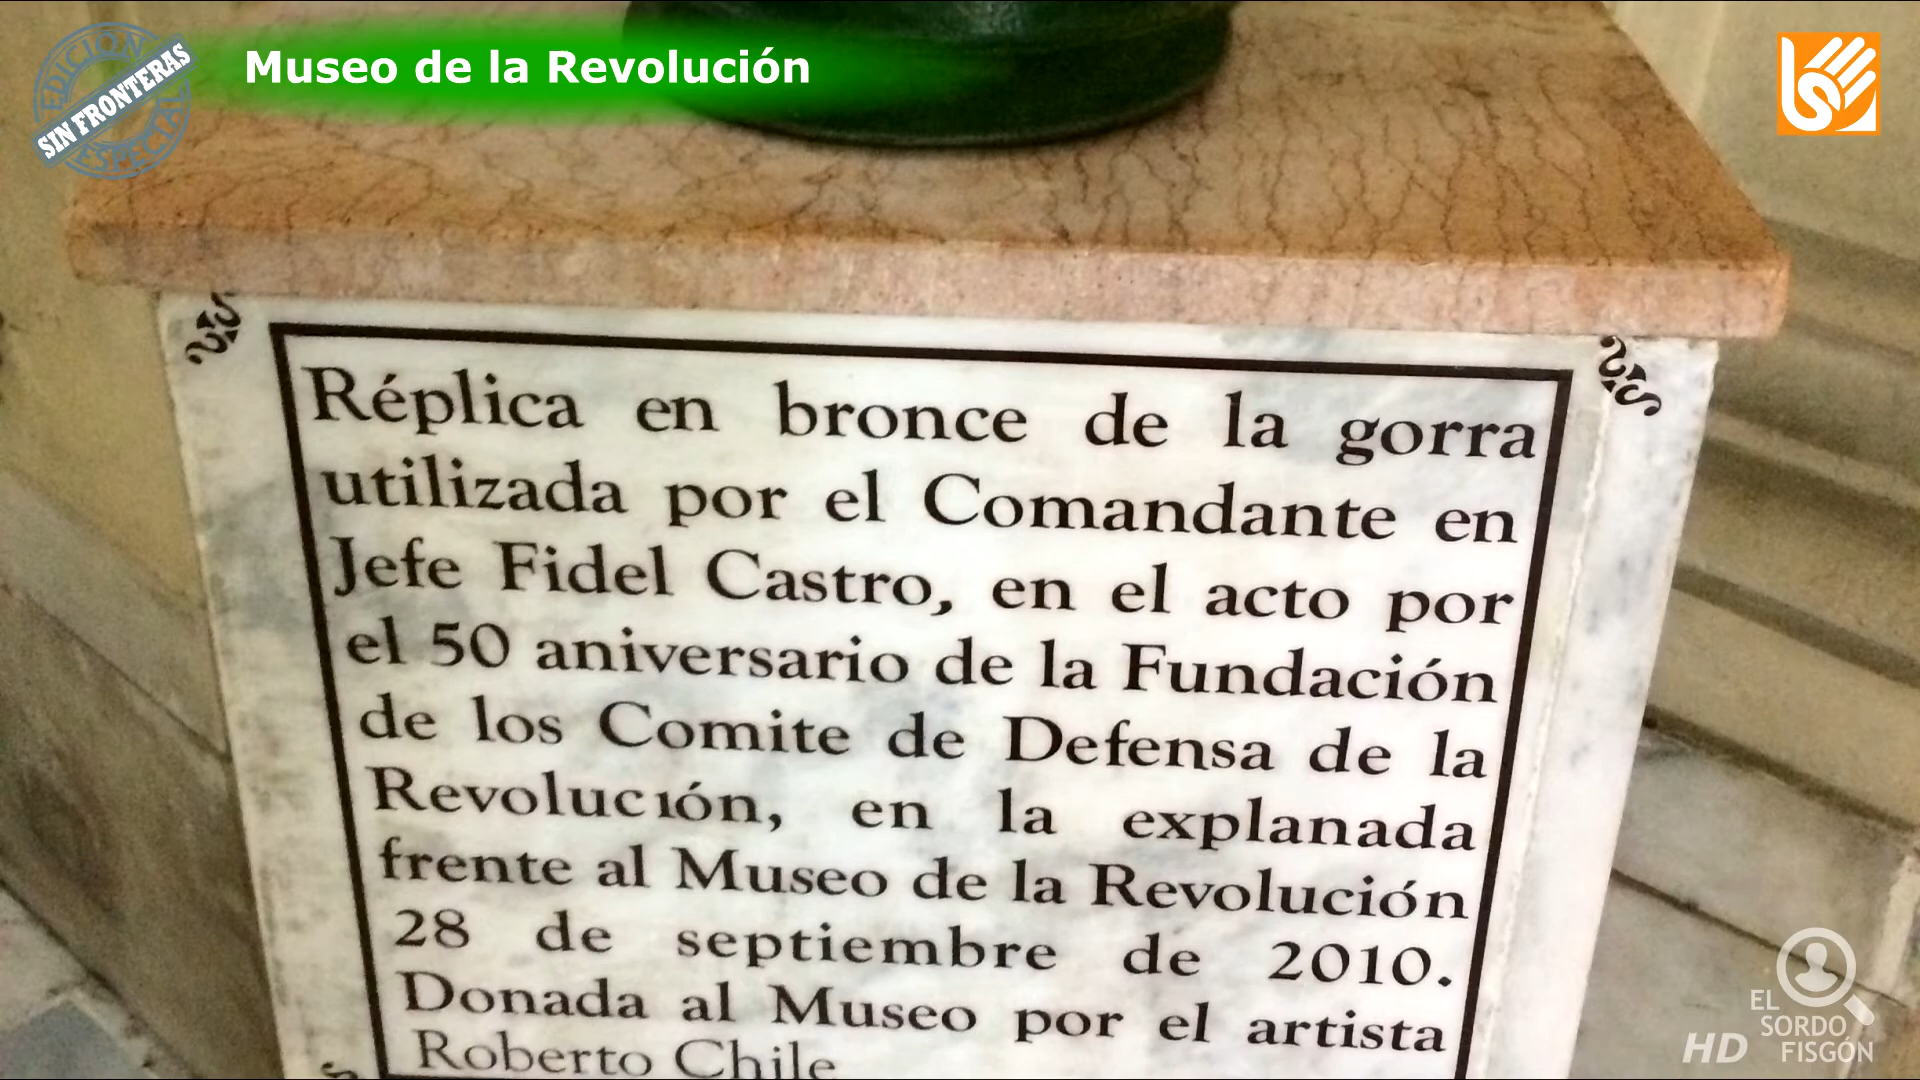 EDICIÓN
SIN FRONTERAS
ESPECIAL
Museo de la Revolución
Réplica en bronce de la gorra
utilizada por el Comandante en
Jefe Fidel Castro, en el acto por
el 50 aniversario de la Fundación
de los Comite de Defensa de la
Revolución, en la explanada
frente al Museo de la Revolución
28 de septiembre de 2010.
Donada al Museo por el artista
Roberto Chile
HD
EL
SORDO
FISGÓN